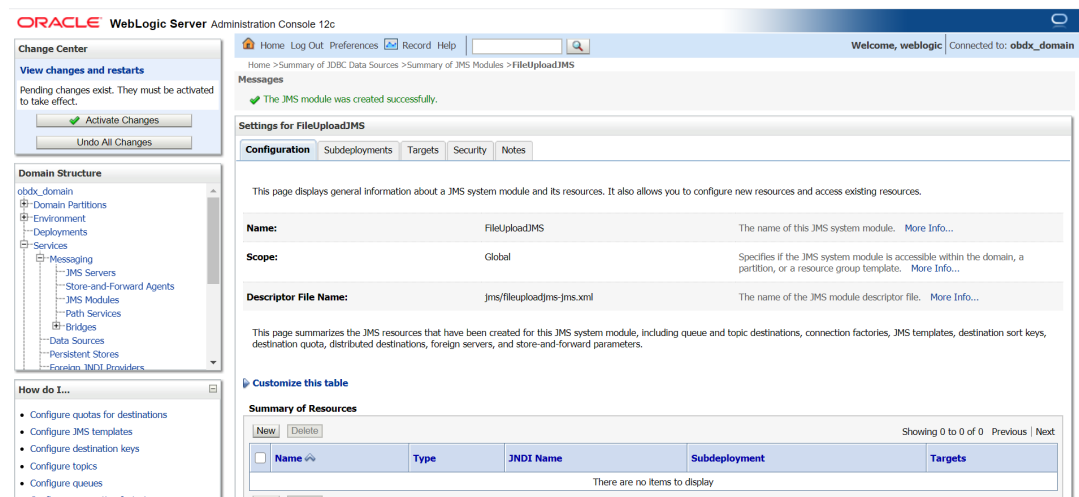 ORACLE WebLogic Server Administration Console 12c
Change Center
View changes and restarts
Pending changes exist. They must be activated
to take effect.
Activate Changes
Undo All Changes
Domain Structure
obdx_domain
Domain Partitions
Environment
Deployments
Services
Messaging
JMS Servers
Store-and-Forward Agents
JMS Modules
Path Services
Bridges
Data Sources
Persistent Stores
Foreign JNDI Providers
How do I...
Configure quotas for destinations
Configure JMS templates
Configure destination keys
Configure topics
Configure queues
Home Log Out Preferences Record Help
Welcome, weblogic Connected to: obdx_domain
Home >Summary of JDBC Data Sources >Summary of JMS Modules >FileUploadJMS
Messages
The JMS module was created successfully.
Settings for FileUploadJMS
Configuration Subdeployments Targets Security Notes
This page displays general information about a JMS system module and its resources. It also allows you to configure new resources and access existing resources.
Name: FileUploadJMS The name of this JMS system module. More Info...
Scope: Global Specifies if the JMS system module is accessible within the domain, a
partition, or a resource group template. More Info...
Descriptor File Name: jms/fileuploadjms-jms.xml The name of the JMS module descriptor file. More Info...
This page summarizes the JMS resources that have been created for this JMS system module, including queue and topic destinations, connection factories, JMS templates, destination sort keys,
destination quota, distributed destinations, foreign servers, and store-and-forward parameters.
Customize this table
Summary of Resources
New Delete Showing 0 to 0 of 0 Previous | Next
Name Type JNDI Name Subdeployment Targets
There are no items to display